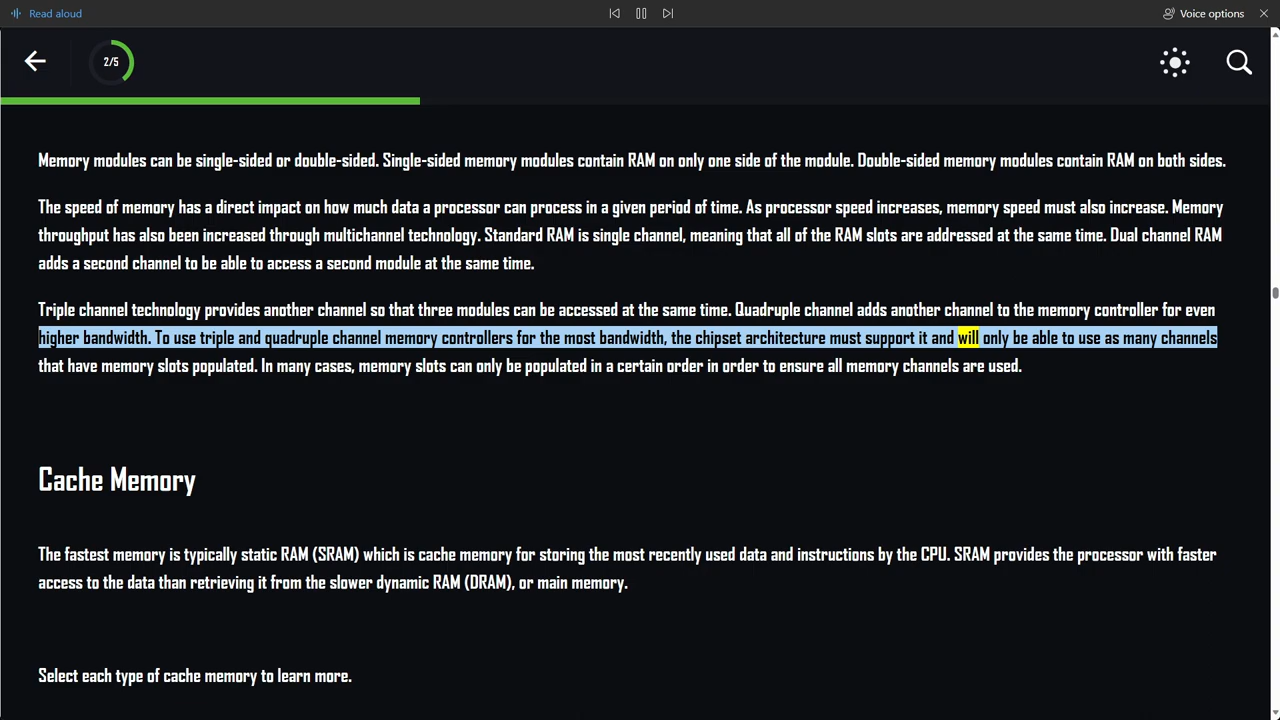 Read aloud
Voice options
2/5
Memory modules can be single-sided or double-sided. Single-sided memory modules contain RAM on only one side of the module. Double-sided memory modules contain RAM on both sides.
The speed of memory has a direct impact on how much data a processor can process in a given period of time. As processor speed increases, memory speed must also increase. Memory
throughput has also been increased through multichannel technology. Standard RAM is single channel, meaning that all of the RAM slots are addressed at the same time. Dual channel RAM
adds a second channel to be able to access a second module at the same time.
Triple channel technology provides another channel so that three modules can be accessed at the same time. Quadruple channel adds another channel to the memory controller for even
higher bandwidth. To use triple and quadruple channel memory controllers for the most bandwidth, the chipset architecture must support it and will only be able to use as many channels
that have memory slots populated. In many cases, memory slots can only be populated in a certain order in order to ensure all memory channels are used.
Cache Memory
The fastest memory is typically static RAM (SRAM) which is cache memory for storing the most recently used data and instructions by the CPU. SRAM provides the processor with faster
access to the data than retrieving it from the slower dynamic RAM (DRAM), or main memory.
Select each type of cache memory to learn more.